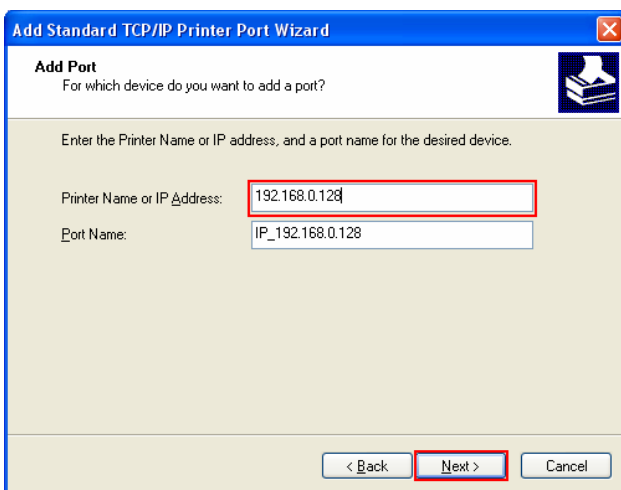 Add Standard TCP/IP Printer Port Wizard
Add Port
For which device do you want to add a port?
Enter the Printer Name or IP address, and a port name for the desired device.
Printer Name or IP Address: 192.168.0.128
Port Name: IP_192.168.0.128
< Back Next > Cancel